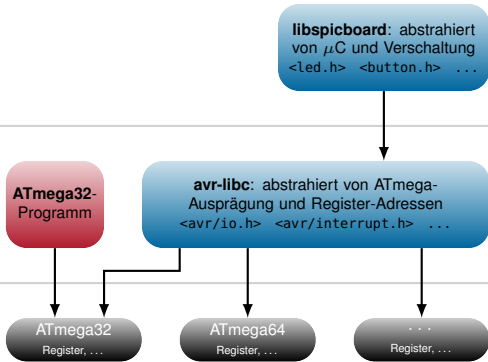 libspicboard: abstrahiert
von μC und Verschaltung
<led.h> <button.h> ...
ATmega32-
Programm
avr-libc: abstrahiert von ATmega-
Ausprägung und Register-Adressen
<avr/io.h> <avr/interrupt.h> ...
ATmega32
Register, ...
ATmega64
Register, ...
...
Register, ...